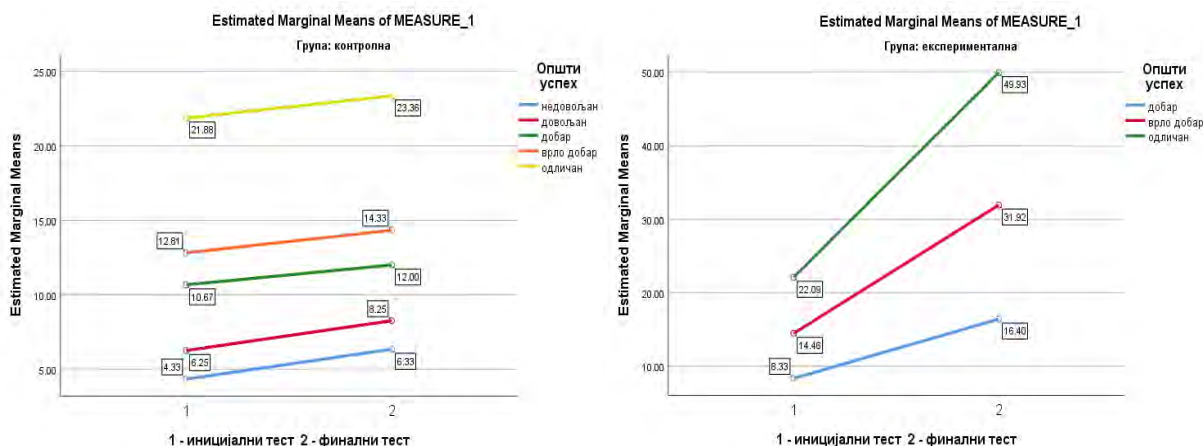 Estimated Marginal Means of MEASURE_1
Група: контролна
Estimated Means
25.00
20.00
15.00
10.00
5.00
21.88
23.36
12.81
14.33
10.67
12.00
8.25
4.33
6.25
6.33
1
2
1 - иницијални тест 2 - финални тест
Општи
успех
недовољан
довољан
добар
врло добар
одличан
Estimated Marginal Means of MEASURE_1
Група: експериментална
Estimated Means
50.00
40.00
30.00
20.00
10.00
49.93
31.92
22.09
14.46
16.40
8.33
1
2
1 - иницијални тест 2 - финални тест
Општи
успех
добар
врло добар
одличан